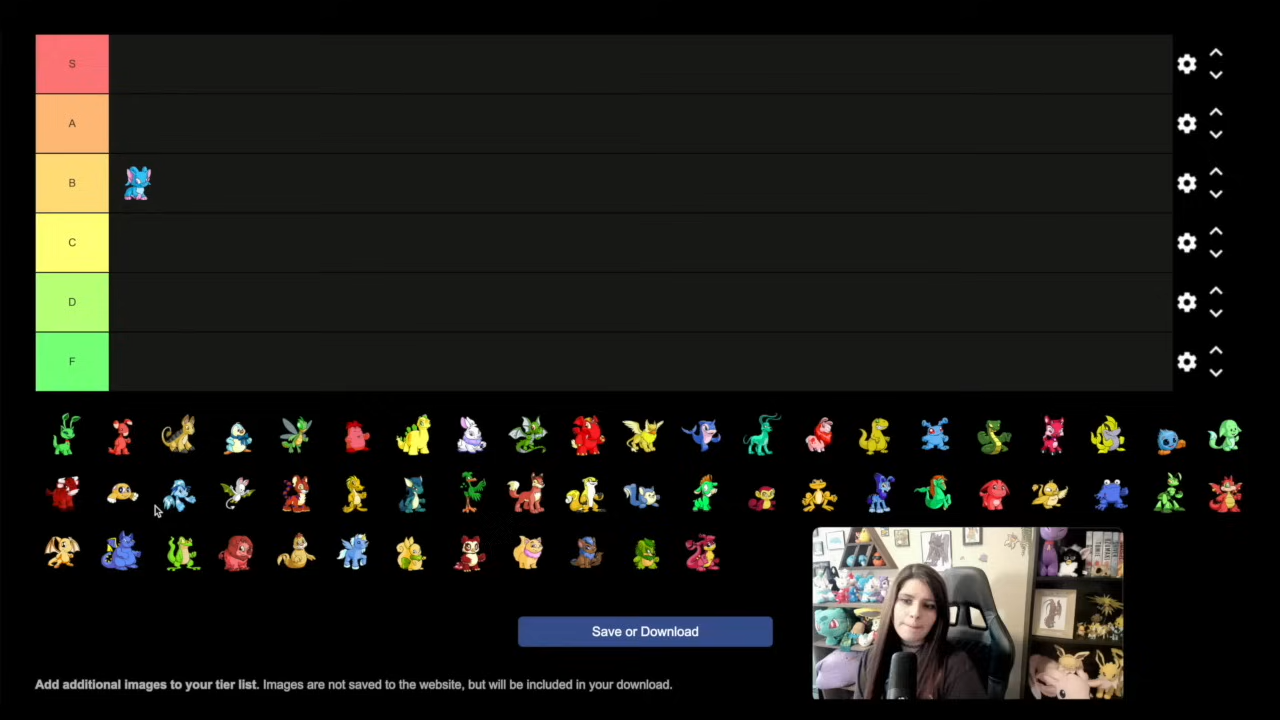 S
A
B
C
D
F
Save or Download
Add additional images to your tier list. Images are not saved to the website, but will be included in your download.